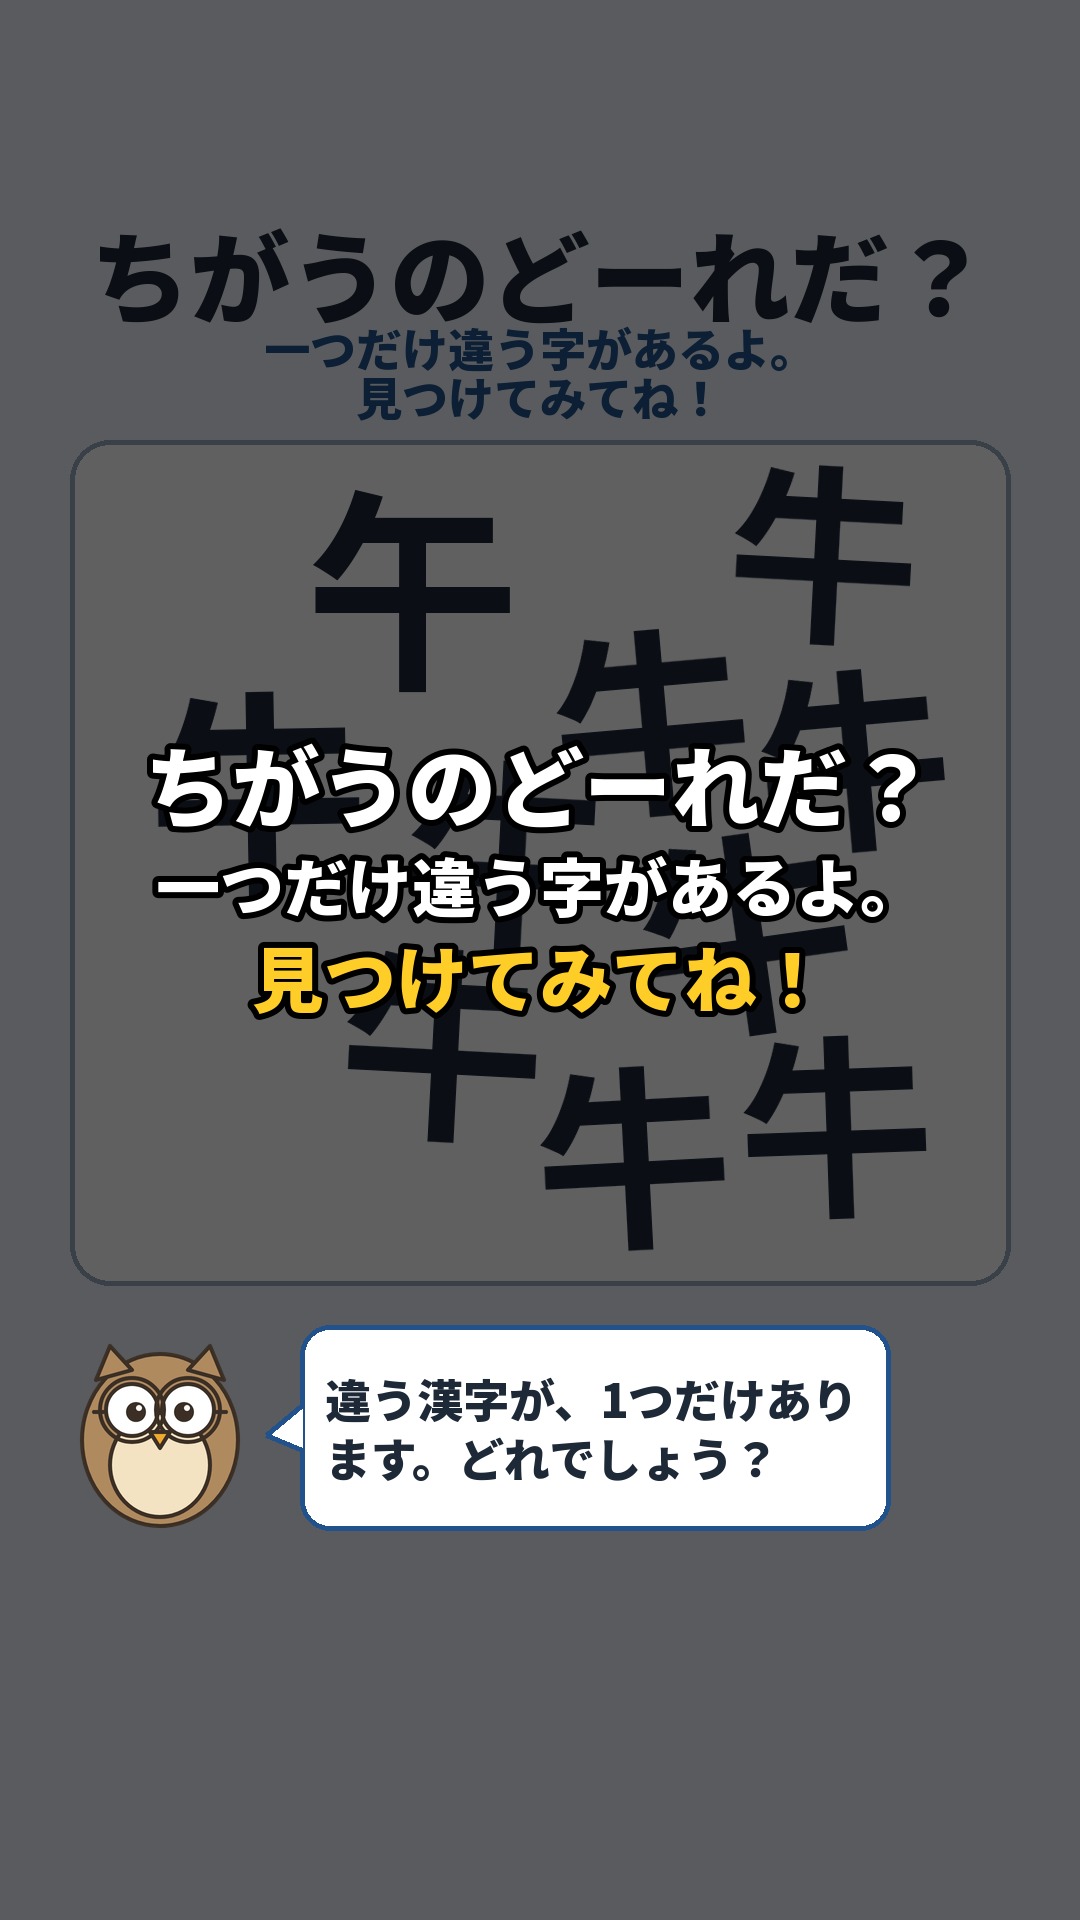 ちがうのどーれだ？
一つだけ違う字があるよ。
見つけてみてね！
午
牛
牛
牛
牛
ちがうのどーれだ？
一つだけ違う字があるよ。
見つけてみてね！
牛
牛
牛
違う漢字が、1つだけあり
ます。どれでしょう？